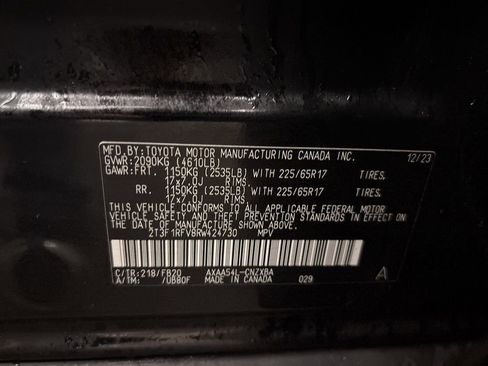 MFD.BY:TOYOTA MOTOR MANUFACTURING CANADA INC. 12/23
GVWR:2090KG (4610LB)
GAWR:FRT. 1150KG (2535LB) WITH 225/65R17 TIRES,
17x7.0J RIMS,
RR. 1150KG (2535LB) WITH 225/65R17 TIRES,
17x7.0J RIMS,
THIS VEHICLE CONFORMS TO ALL APPLICABLE FEDERAL MOTOR
VEHICLE SAFETY AND THEFT PREVENTION STANDARDS IN EFFECT ON
THE DATE OF MANUFACTURE SHOWN ABOVE.
2T3F1RFV8RW424730 MPV
C/TR:218/FB20 AXAA54L-CNZXBA A
A/TM: /UB80F MADE IN CANADA 029